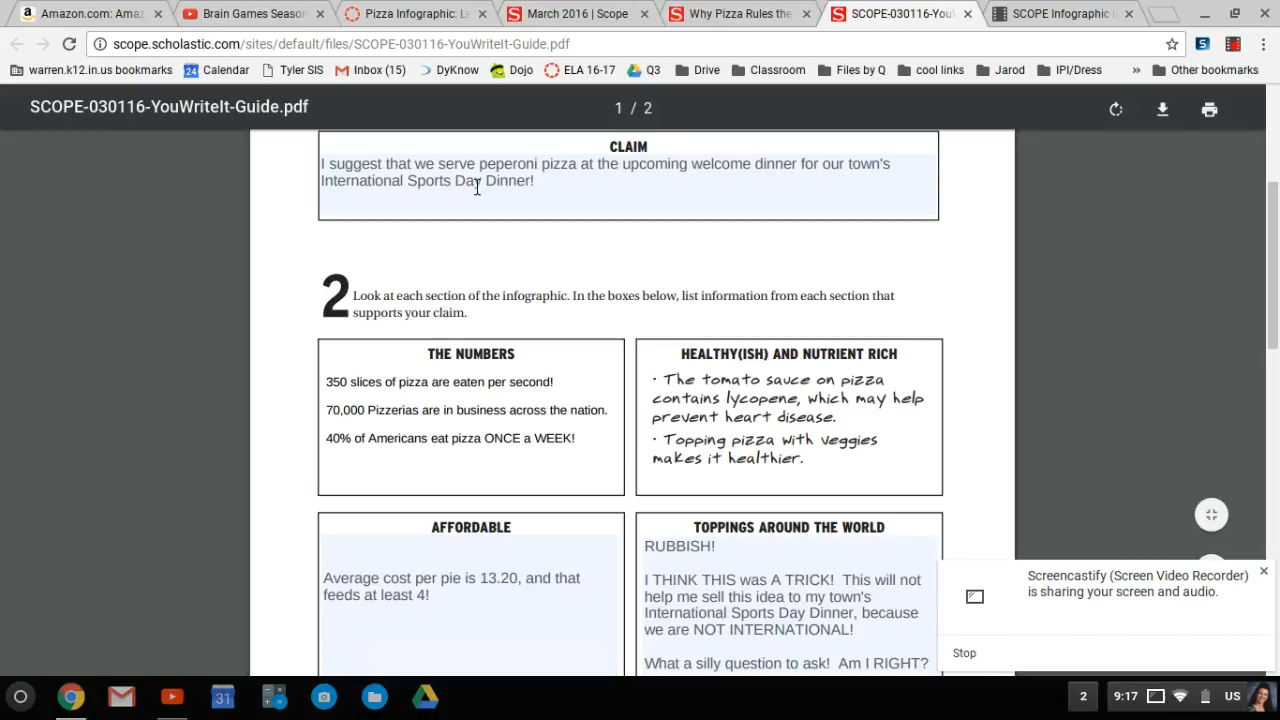 Amazon.com: Amaz
Brain Games Season
Pizza Infographic: Le
March 2016 | Scope
Why Pizza Rules the
SCOPE-030116-YouW
SCOPE Infographic
scope.scholastic.com/sites/default/files/SCOPE-030116-YouWriteIt-Guide.pdf
warren.k12.in.us bookmarks
Calendar
Tyler SIS
Inbox (15)
DyKnow
Dojo
ELA 16-17
Q3
Drive
Classroom
Files by Q
cool links
Jarod
IPI/Dress
»
Other bookmarks
SCOPE-030116-YouWriteIt-Guide.pdf
1 / 2
CLAIM
I suggest that we serve peperoni pizza at the upcoming welcome dinner for our town's
International Sports Day Dinner!
2
Look at each section of the infographic. In the boxes below, list information from each section that
supports your claim.
THE NUMBERS
350 slices of pizza are eaten per second!
70,000 Pizzerias are in business across the nation.
40% of Americans eat pizza ONCE a WEEK!
HEALTHY(ISH) AND NUTRIENT RICH
· The tomato sauce on pizza
contains lycopene, which may help
prevent heart disease.
· Topping pizza with veggies
makes it healthier.
AFFORDABLE
Average cost per pie is 13.20, and that
feeds at least 4!
TOPPINGS AROUND THE WORLD
RUBBISH!
I THINK THIS was A TRICK!  This will not
help me sell this idea to my town's
International Sports Day Dinner, because
we are NOT INTERNATIONAL!
What a silly question to ask!  Am I RIGHT?
Screencastify (Screen Video Recorder)
is sharing your screen and audio.
Stop
31
2
9:17
US